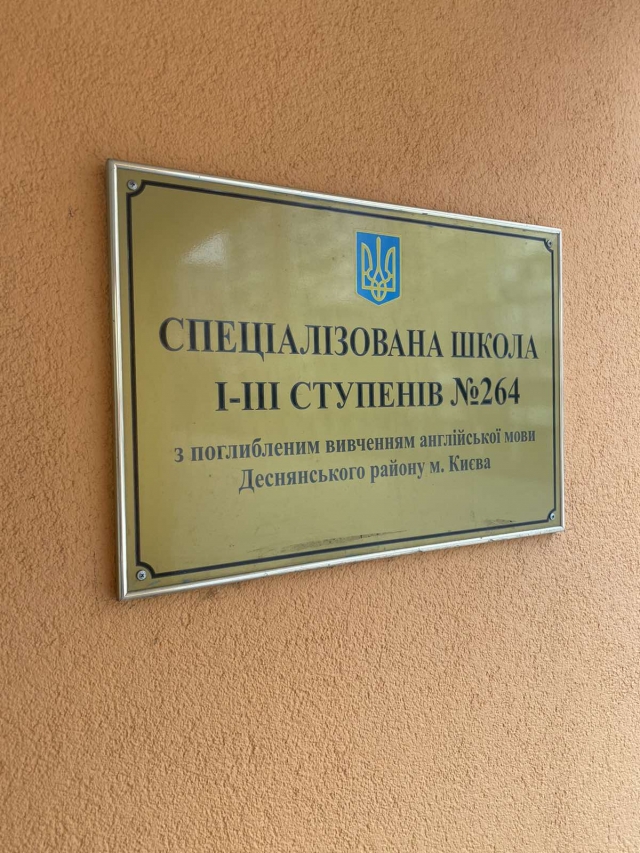 СПЕЦІАЛІЗОВАНА ШКОЛА
І-ІІІ СТУПЕНІВ №264
з поглибленим вивченням англійської мови
Деснянського району м. Києва